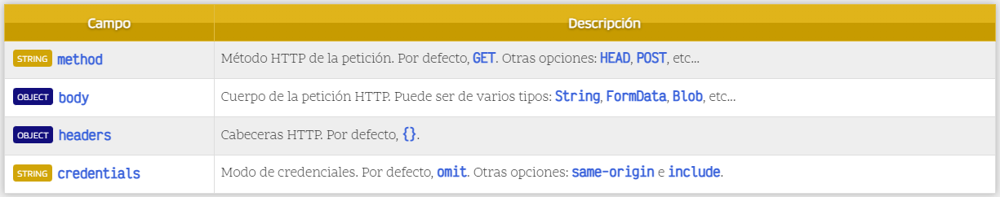 Campo Descripción
STRING method Método HTTP de la petición. Por defecto, GET. Otras opciones: HEAD, POST, etc...
OBJECT body Cuerpo de la petición HTTP. Puede ser de varios tipos: String, FormData, Blob, etc...
OBJECT headers Cabeceras HTTP. Por defecto, {}.
STRING credentials Modo de credenciales. Por defecto, omit. Otras opciones: same-origin e include.